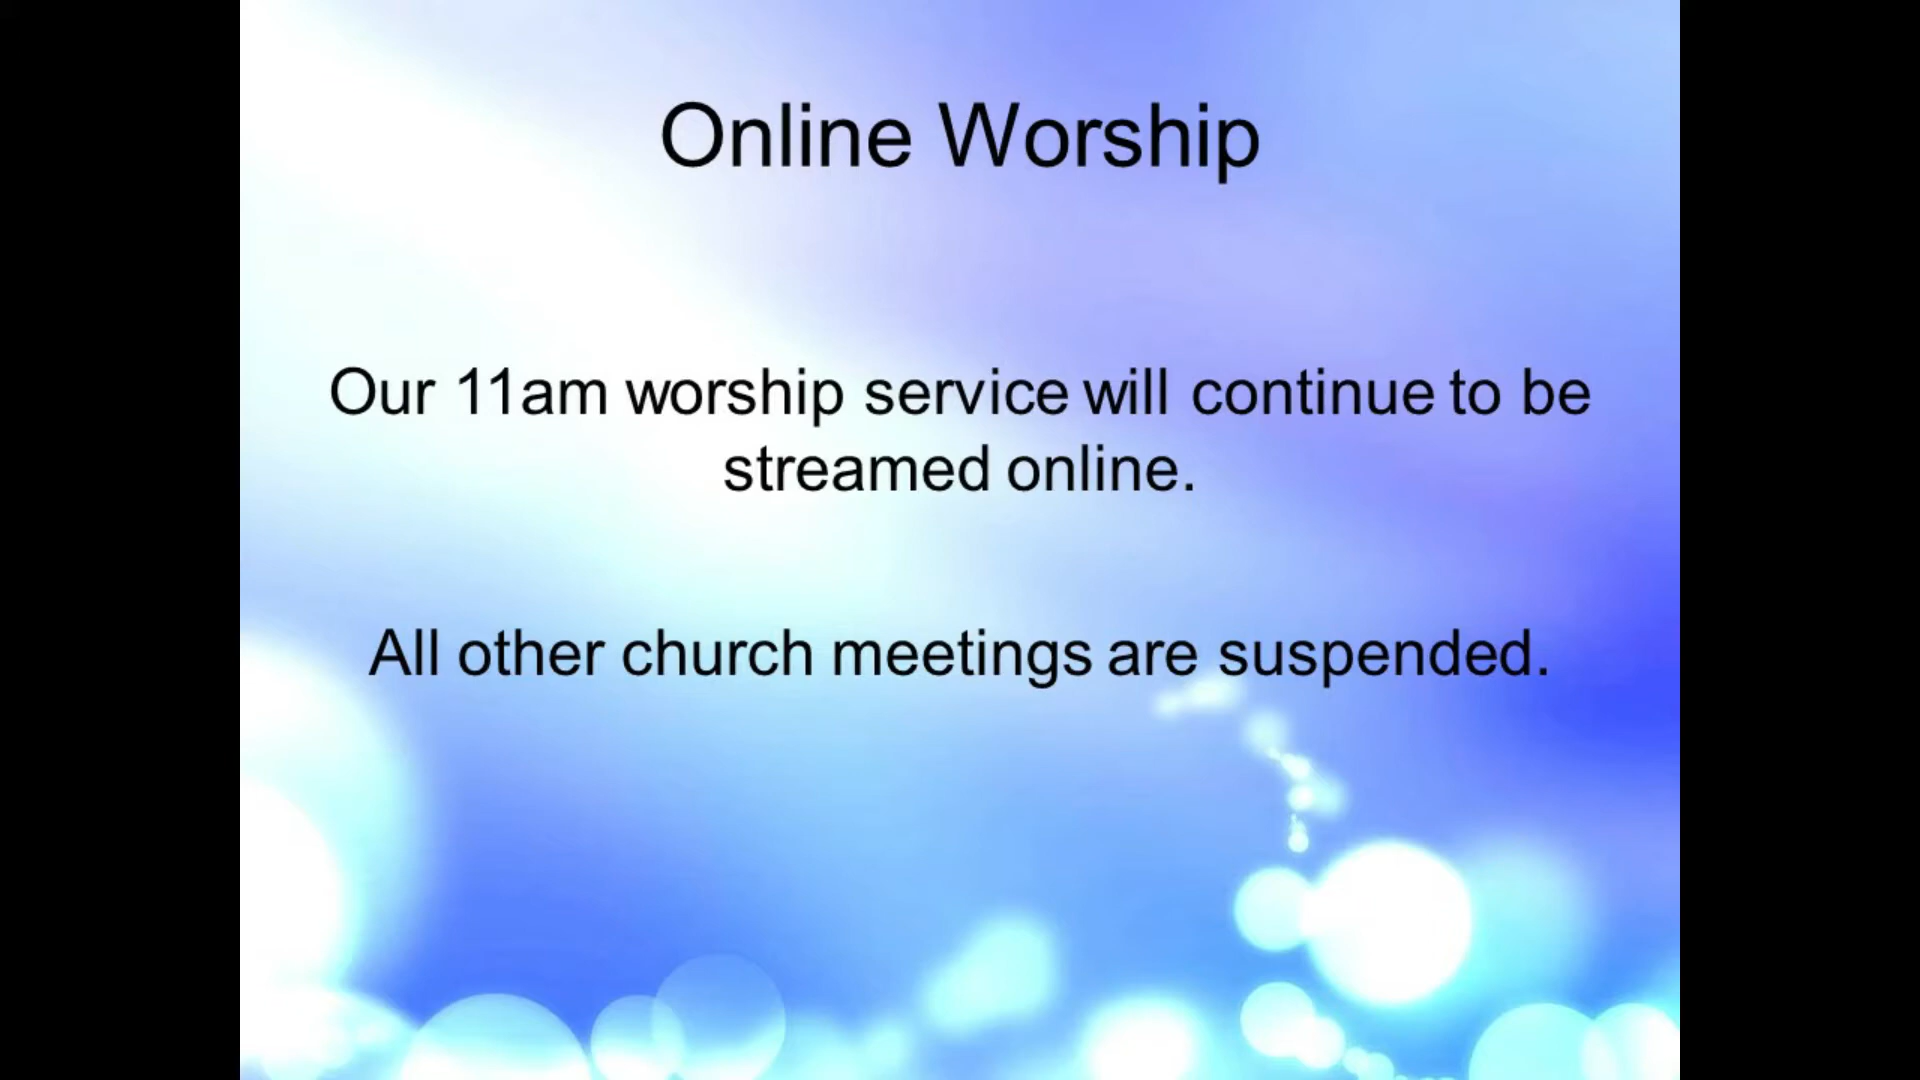 Online Worship
Our 11am worship service will continue to be
streamed online.
All other church meetings are suspended.